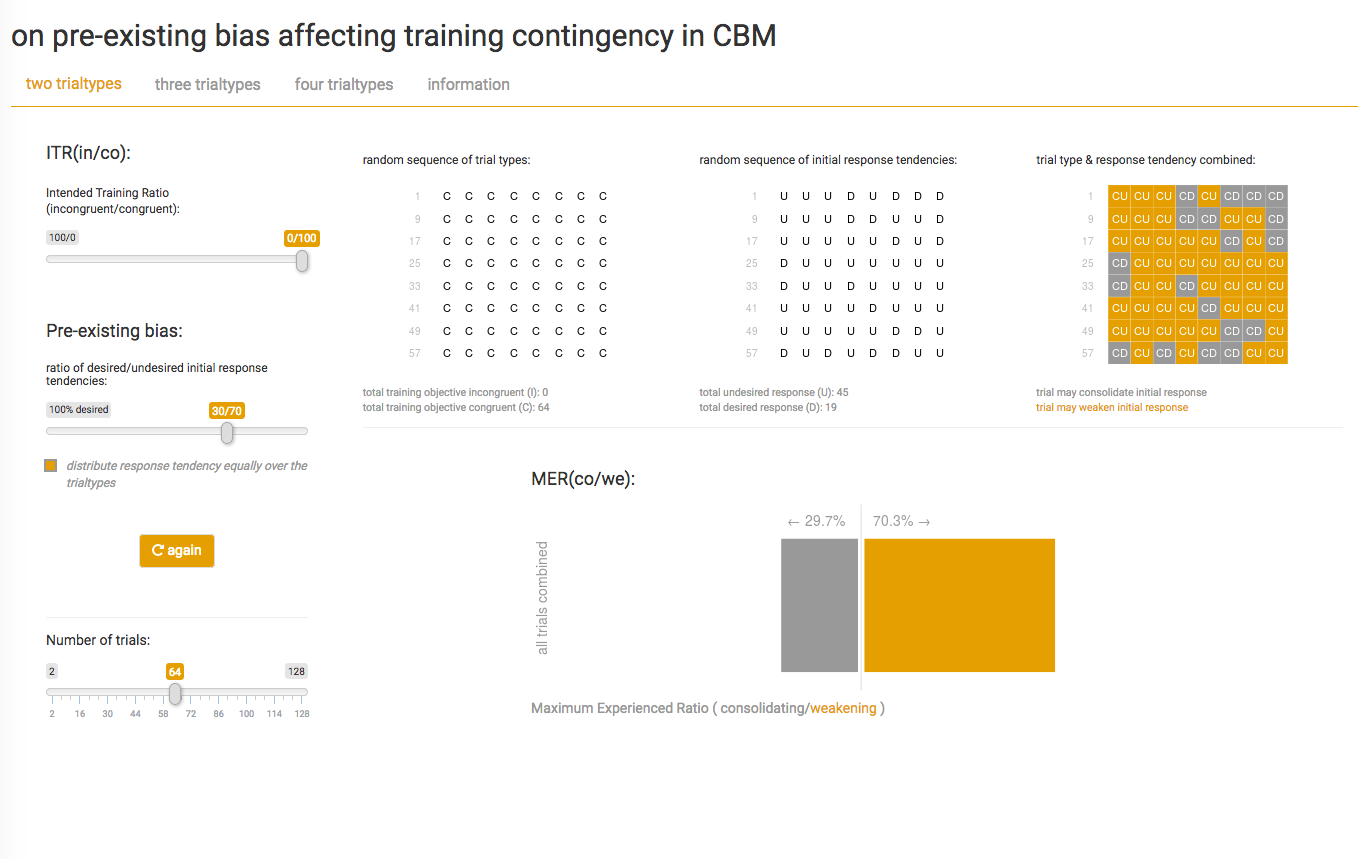 on pre-existing bias affecting training contingency in CBM
two trialtypes three trialtypes four trialtypes information
ITR(in/co):
Intended Training Ratio
(incongruent/congruent):
100/0 0/100
Pre-existing bias:
ratio of desired/undesired initial response
tendencies:
100% desired 30/70
distribute response tendency equally over the
trialtypes
again
Number of trials:
2 64 128
2 16 30 44 58 72 86 100 114 128
random sequence of trial types:
1 C C C C C C C C
9 C C C C C C C C
17 C C C C C C C C
25 C C C C C C C C
33 C C C C C C C C
41 C C C C C C C C
49 C C C C C C C C
57 C C C C C C C C
total training objective incongruent (I): 0
total training objective congruent (C): 64
random sequence of initial response tendencies:
1 U U U D U D D D
9 U U U D D U U D
17 U U U U U D U D
25 D U U U U U U U
33 D U U D U U U U
41 U U U U D U U U
49 U U U U U D D U
57 D U D U D D U U
total undesired response (U): 45
total desired response (D): 19
trial type & response tendency combined:
1 CU CU CU CD CU CD CD CD
9 CU CU CU CD CD CU CU CD
17 CU CU CU CU CU CD CU CD
25 CD CU CU CU CU CU CU CU
33 CD CU CU CD CU CU CU CU
41 CU CU CU CU CD CU CU CU
49 CU CU CU CU CU CD CD CU
57 CD CU CD CU CD CD CU CU
trial may consolidate initial response
trial may weaken initial response
MER(co/we):
← 29.7% 70.3% →
all trials combined
Maximum Experienced Ratio ( consolidating/weakening )